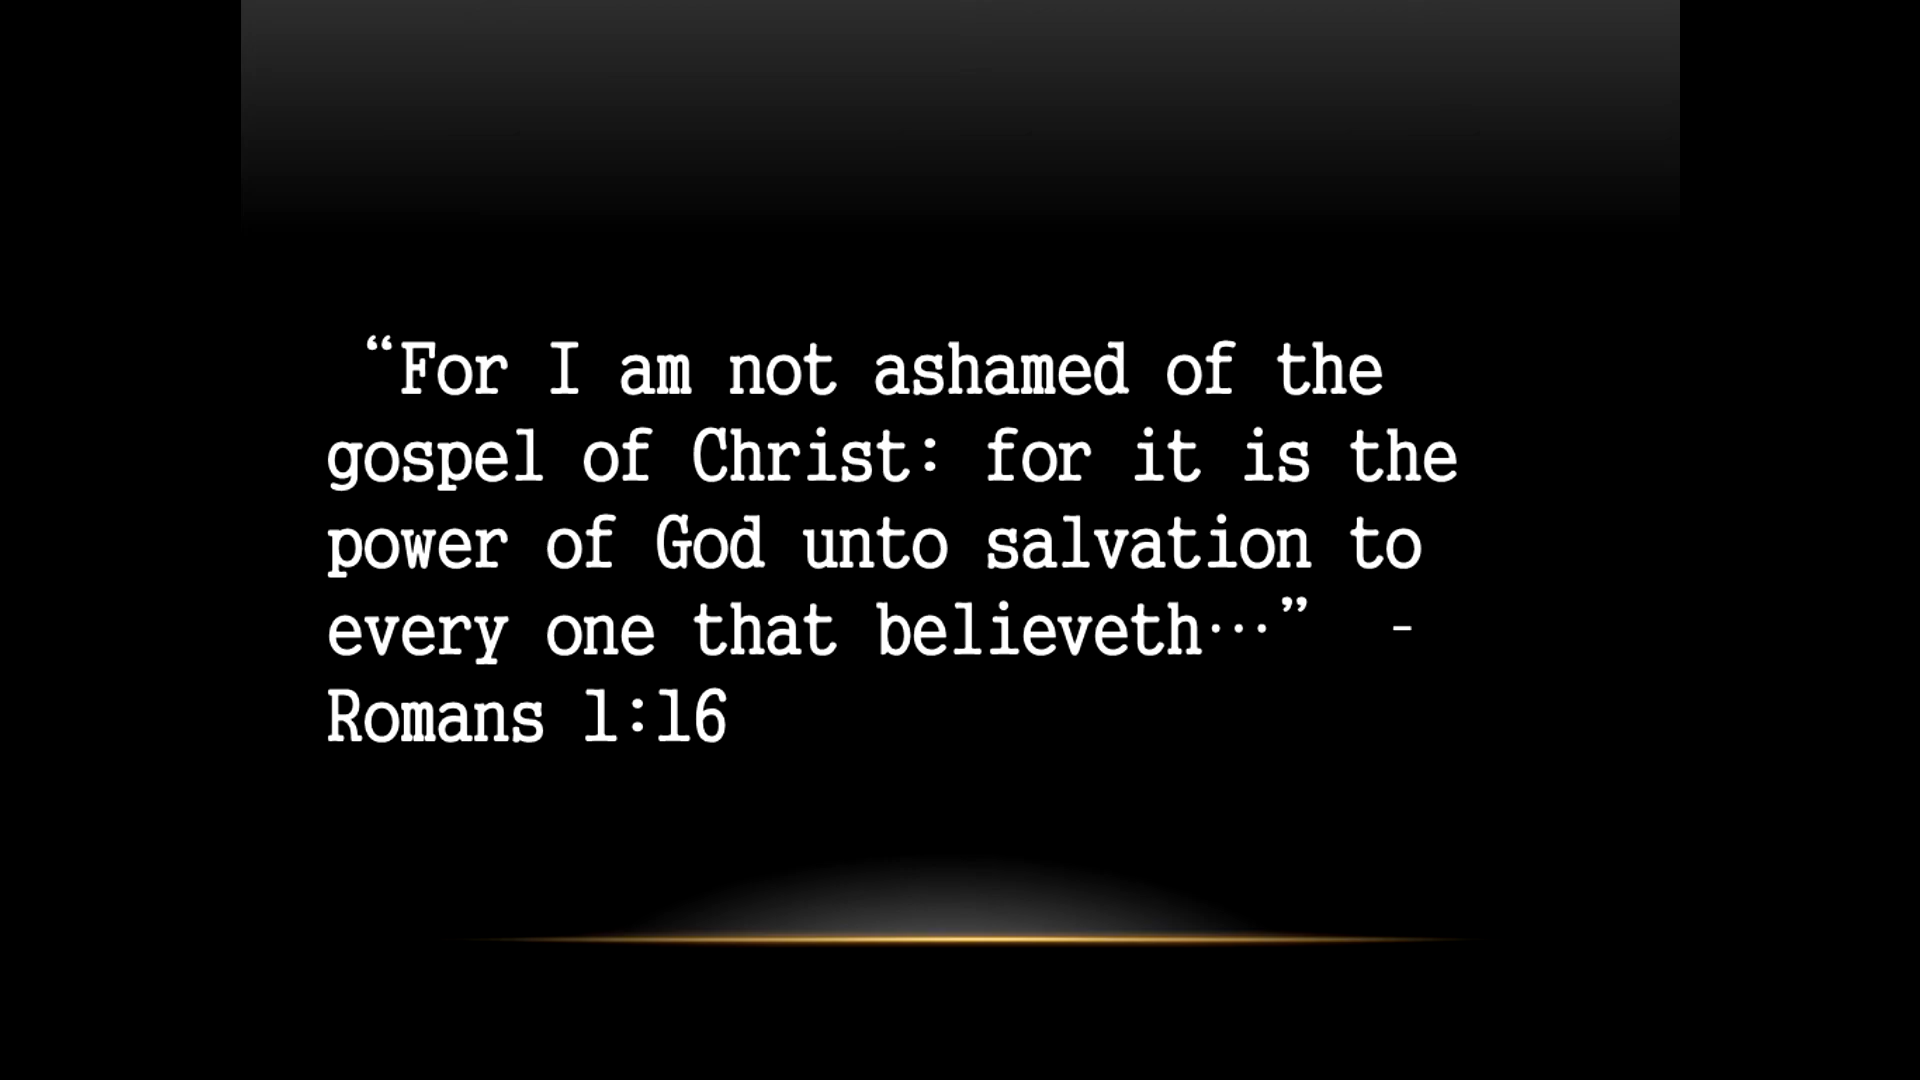 “For I am not ashamed of the
gospel of Christ: for it is the
power of God unto salvation to
every one that believeth…” -
Romans 1:16